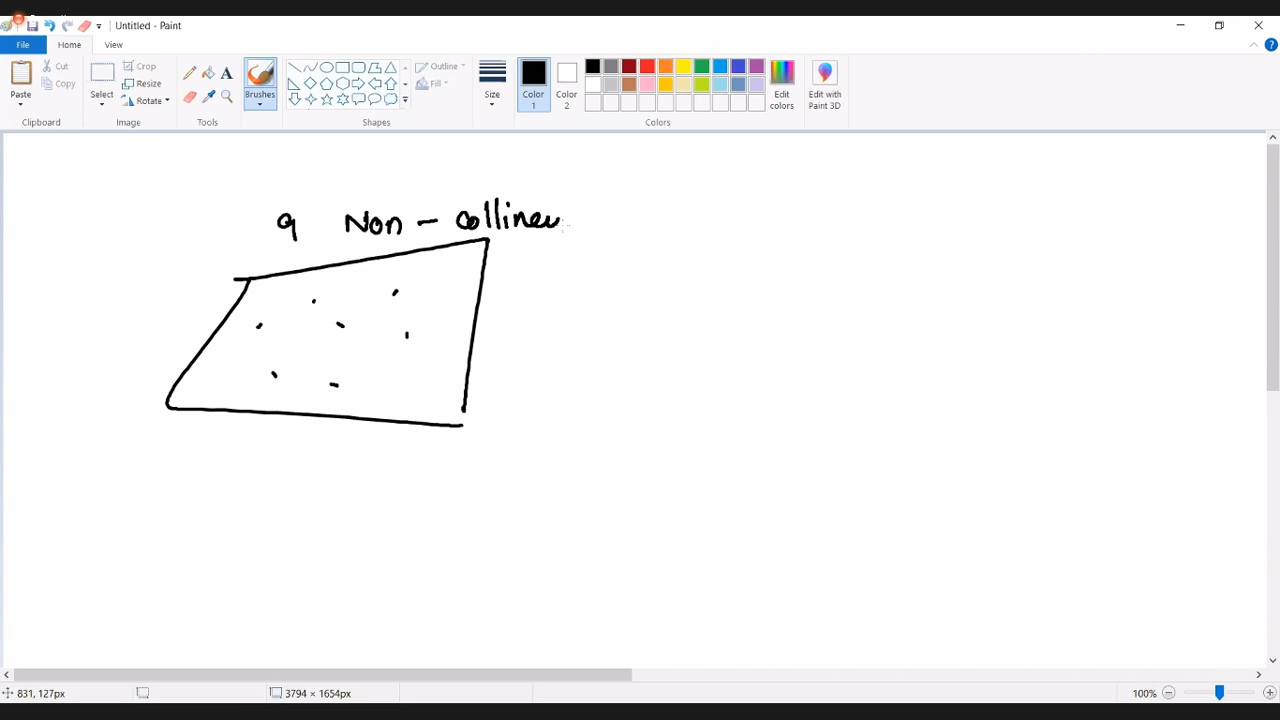 Untitled - Paint
File Home View
Cut Crop Outline
Copy Resize Fill
Paste Select Rotate Brushes Size Color 1 Color 2 Edit colors Edit with Paint 3D
Clipboard Image Tools Shapes Colors
9 Non - collinea
831, 127px 3794 × 1654px 100%